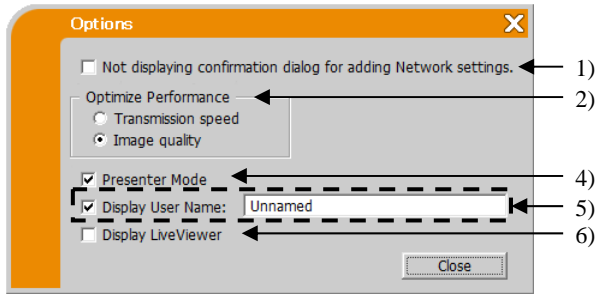 Options
Not displaying confirmation dialog for adding Network settings. 1)
Optimize Performance 2)
Transmission speed
Image quality
Presenter Mode 4)
Display User Name: Unnamed 5)
Display LiveViewer 6)
Close